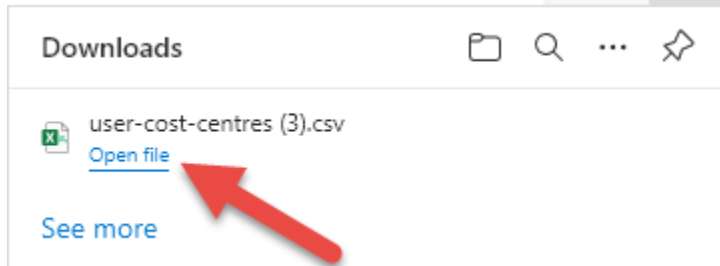 Downloads
user-cost-centres (3).csv
Open file
See more